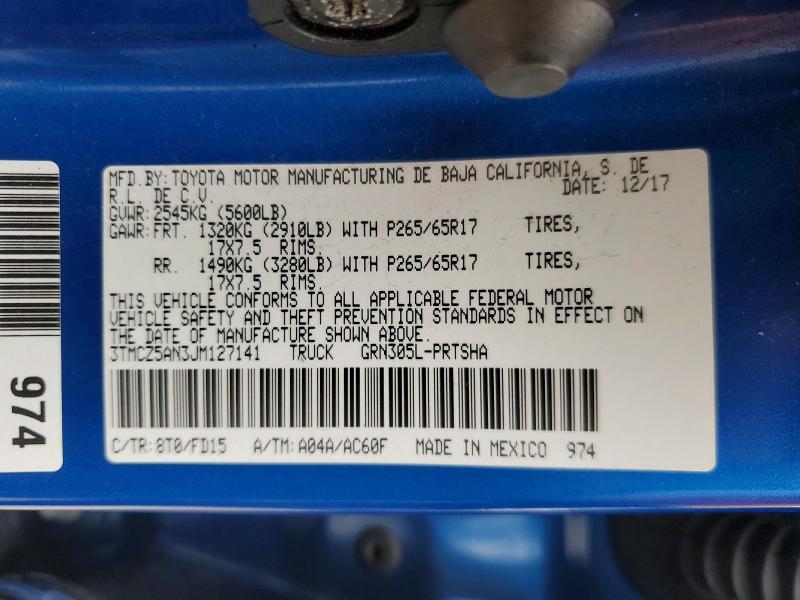 MFD.BY: TOYOTA MOTOR MANUFACTURING DE BAJA CALIFORNIA, S. DE
R.L. DE C.V. DATE: 12/17
GVWR: 2545KG (5600LB)
GAWR: FRT. 1320KG (2910LB) WITH P265/65R17 TIRES,
17X7.5 RIMS.
RR. 1490KG (3280LB) WITH P265/65R17 TIRES,
17X7.5 RIMS.
THIS VEHICLE CONFORMS TO ALL APPLICABLE FEDERAL MOTOR
VEHICLE SAFETY AND THEFT PREVENTION STANDARDS IN EFFECT ON
THE DATE OF MANUFACTURE SHOWN ABOVE.
3TMCZ5AN3JM127141 TRUCK GRN305L-PRTSHA
C/TR: 8T0/FD15 A/TM: A04A/AC60F MADE IN MEXICO 974
974